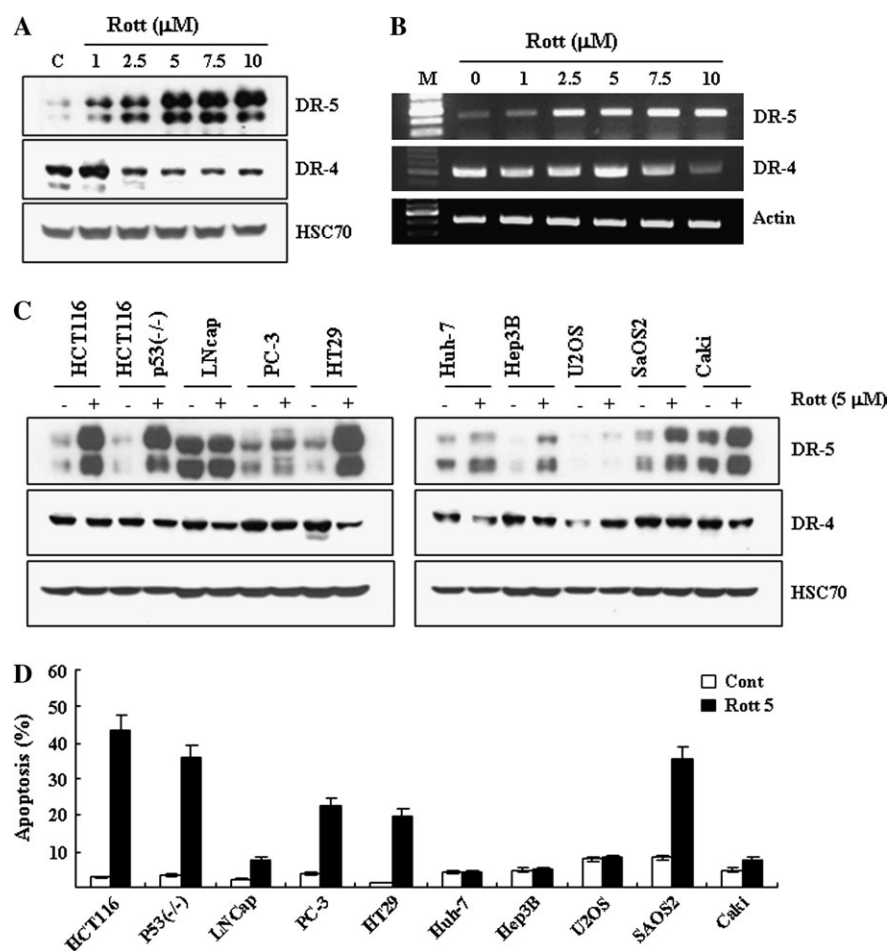 A
Rott (μM)
C 1 2.5 5 7.5 10
DR-5
DR-4
HSC70
B
Rott (μM)
M 0 1 2.5 5 7.5 10
DR-5
DR-4
Actin
C
HCT116 HCT116 p53(-/-) LNcap PC-3 HT29 Huh-7 Hep3B U2OS SaOS2 Caki
- + - + - + - + - + - + - + - + - + - + Rott (5 μM)
DR-5
DR-4
HSC70
D
Apoptosis (%)
60
50
40
30
20
10
Cont
Rott 5
HCT116 P53(-/-) LNCap PC-3 HT29 Huh-7 Hep3B U2OS SAOS2 Caki